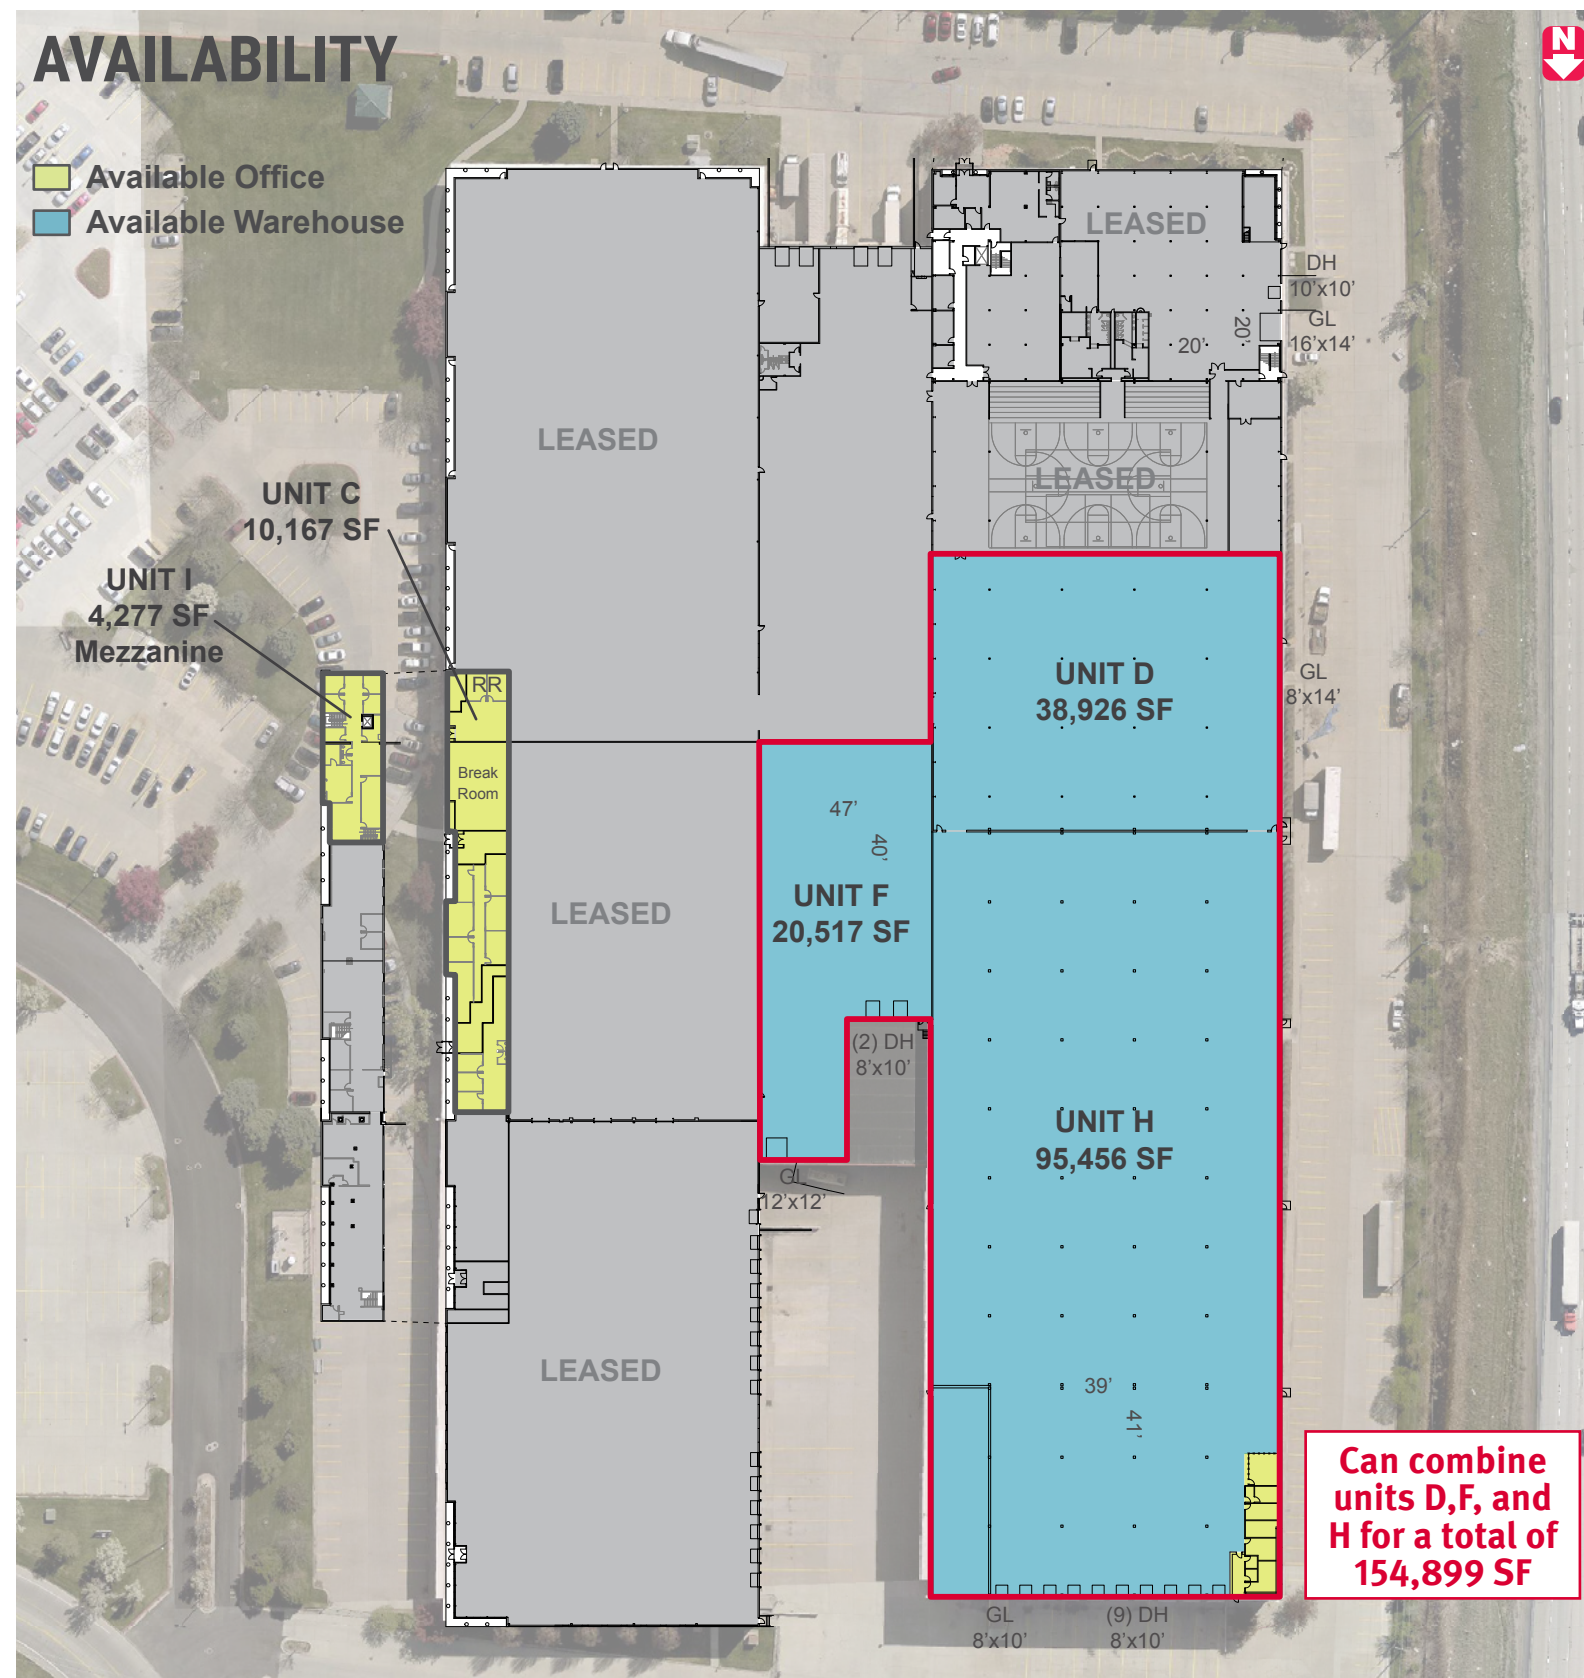 AVAILABILITY
N
Available Office
Available Warehouse
LEASED
DH
10'x10'
GL
16'x14'
20'
20'
LEASED
LEASED
UNIT C
10,167 SF
UNIT I
4,277 SF
Mezzanine
RR
Break
Room
UNIT D
38,926 SF
GL
8'x14'
47'
40'
UNIT F
20,517 SF
LEASED
(2) DH
8'x10'
UNIT H
95,456 SF
GL
12'x12'
LEASED
39'
41'
Can combine
units D,F, and
H for a total of
154,899 SF
GL
8'x10'
(9) DH
8'x10'